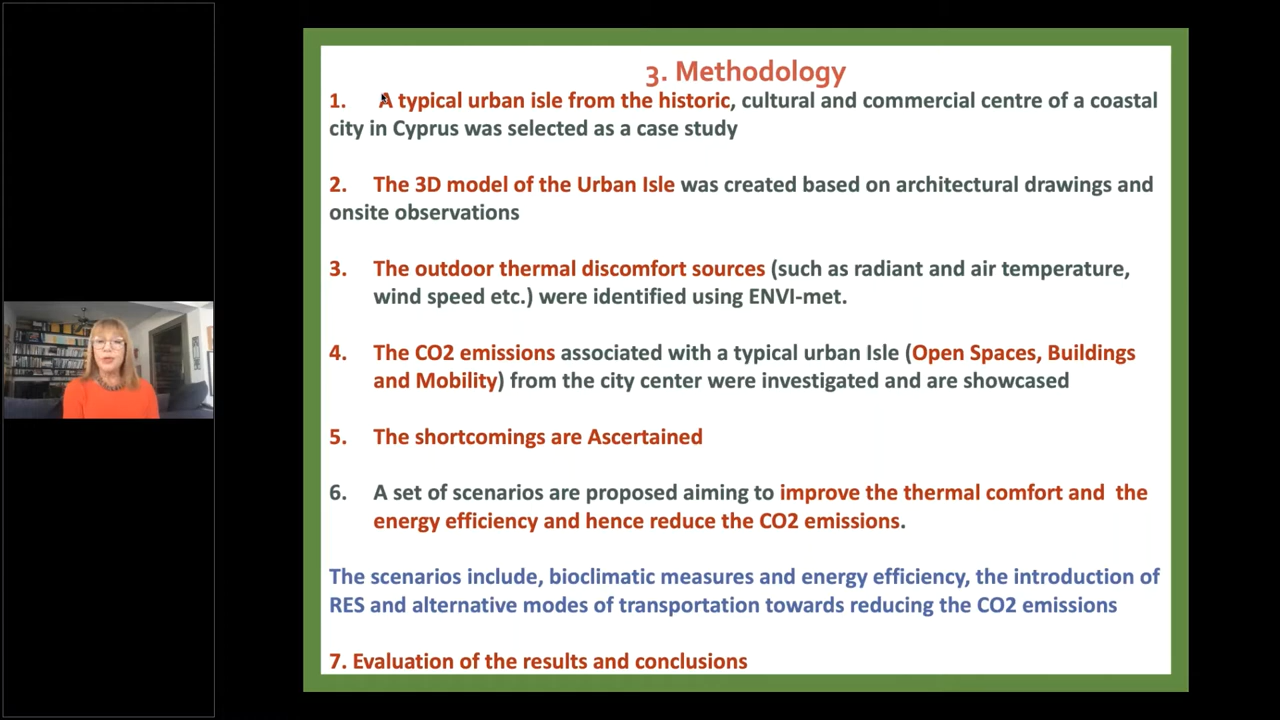 3. Methodology
1. A typical urban isle from the historic, cultural and commercial centre of a coastal
city in Cyprus was selected as a case study
2. The 3D model of the Urban Isle was created based on architectural drawings and
onsite observations
3. The outdoor thermal discomfort sources (such as radiant and air temperature,
wind speed etc.) were identified using ENVI-met.
4. The CO2 emissions associated with a typical urban Isle (Open Spaces, Buildings
and Mobility) from the city center were investigated and are showcased
5. The shortcomings are Ascertained
6. A set of scenarios are proposed aiming to improve the thermal comfort and the
energy efficiency and hence reduce the CO2 emissions.
The scenarios include, bioclimatic measures and energy efficiency, the introduction of
RES and alternative modes of transportation towards reducing the CO2 emissions
7. Evaluation of the results and conclusions